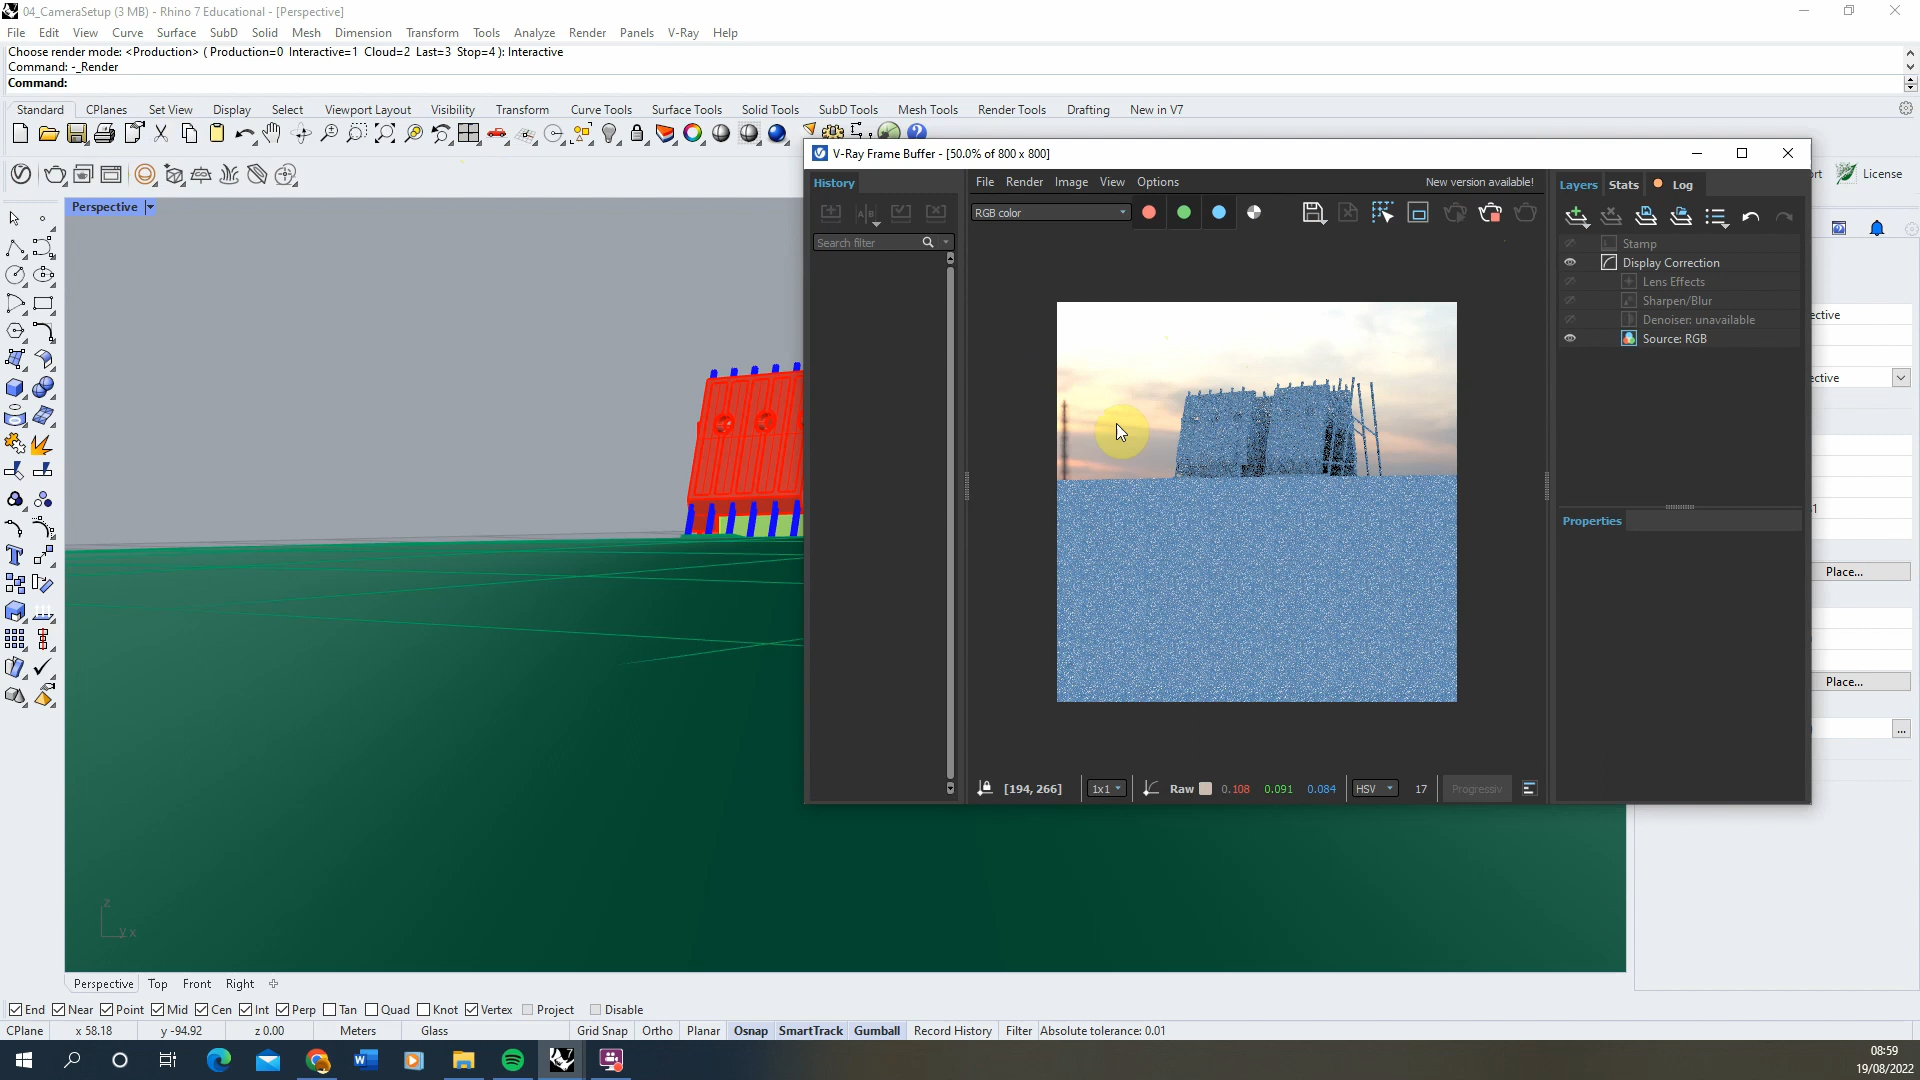 04_CameraSetup (3 MB) - Rhino 7 Educational - [Perspective]
File Edit View Curve Surface SubD Solid Mesh Dimension Transform Tools Analyze Render Panels V-Ray Help
Choose render mode: <Production> ( Production=0 Interactive=1 Cloud=2 Last=3 Stop=4 ): Interactive
Command: -_Render
Command:
Standard CPlanes Set View Display Select Viewport Layout Visibility Transform Curve Tools Surface Tools Solid Tools SubD Tools Mesh Tools Render Tools Drafting New in V7
V-Ray Frame Buffer - [50.0% of 800 x 800]
License
History
File Render Image View Options
New version available!
Layers Stats Log
Perspective
RGB color
Search filter
Stamp
Display Correction
Lens Effects
Sharpen/Blur
Denoiser: unavailable
Source: RGB
ective
ective
Properties
Place...
Place...
...
[194, 266]
1x1
Raw
0.108 0.091 0.084
HSV
17
Progressiv
z
y x
Perspective Top Front Right
End Near Point Mid Cen Int Perp Tan Quad Knot Vertex Project Disable
CPlane x 58.18 y -94.92 z 0.00 Meters Glass Grid Snap Ortho Planar Osnap SmartTrack Gumball Record History Filter Absolute tolerance: 0.01
08:59
19/08/2022